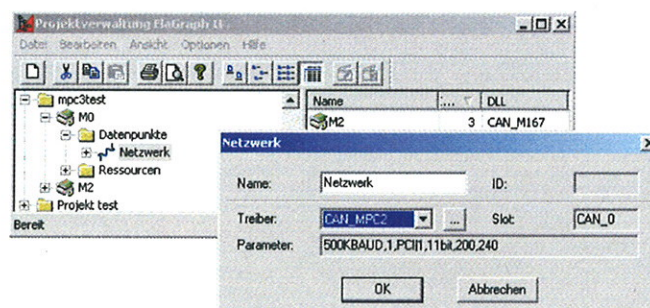 Projektverwaltung ElaGraph II
Datei Bearbeiten Ansicht Optionen Hilfe
mpc3test
M0
Datenpunkte
Netzwerk
Ressourcen
M2
Projekt test
Bereit
Name :... DLL
M2 3 CAN_M167
Netzwerk
Name: Netzwerk ID:
Treiber: CAN_MPC2 ... Slot: CAN_0
Parameter: 500KBAUD,1,PCI|1,11bit,200,240
OK Abbrechen